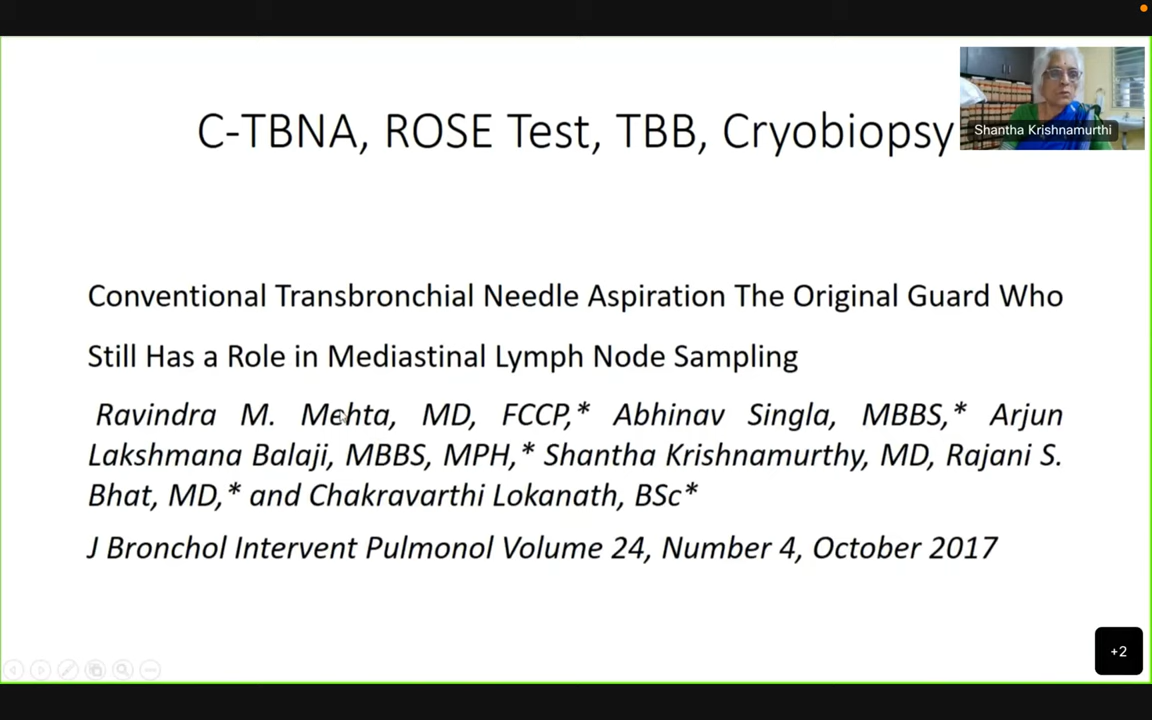 C-TBNA, ROSE Test, TBB, Cryobiopsy
Shantha Krishnamurthi
Conventional Transbronchial Needle Aspiration The Original Guard Who
Still Has a Role in Mediastinal Lymph Node Sampling
Ravindra M. Mehta, MD, FCCP,* Abhinav Singla, MBBS,* Arjun
Lakshmana Balaji, MBBS, MPH,* Shantha Krishnamurthy, MD, Rajani S.
Bhat, MD,* and Chakravarthi Lokanath, BSc*
J Bronchol Intervent Pulmonol Volume 24, Number 4, October 2017
+2